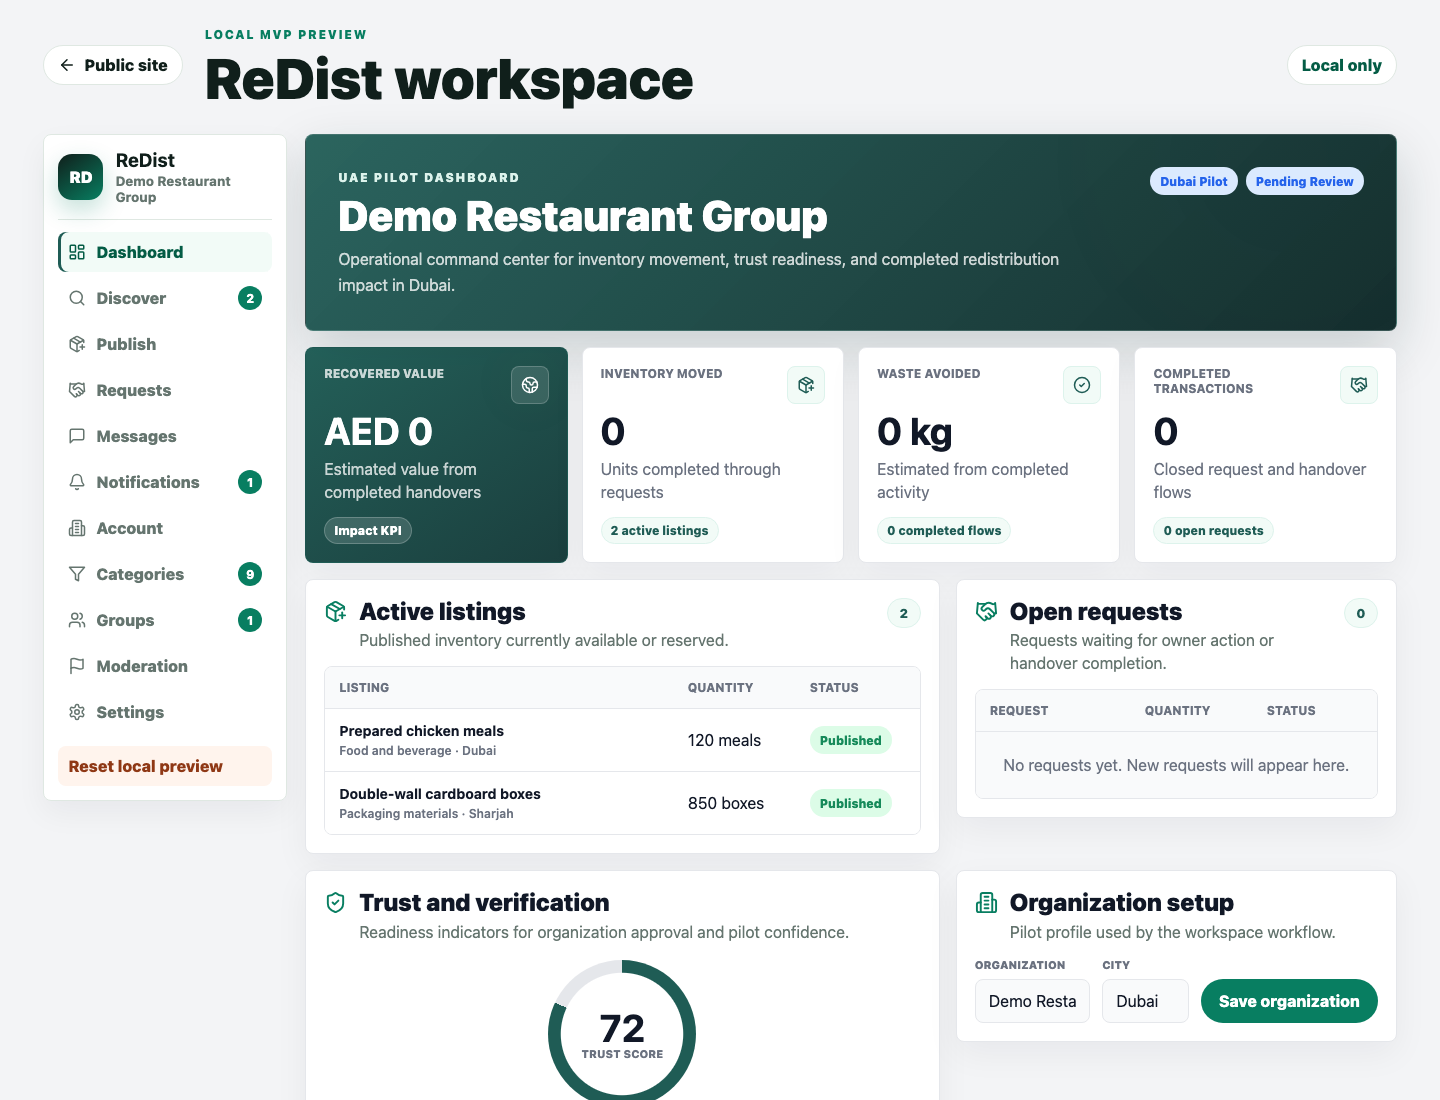 LOCAL MVP PREVIEW
Public site
ReDist workspace
Local only
RD
ReDist
Demo Restaurant
Group
Dashboard
Discover 2
Publish
Requests
Messages
Notifications 1
Account
Categories 9
Groups 1
Moderation
Settings
Reset local preview
UAE PILOT DASHBOARD
Dubai Pilot
Pending Review
Demo Restaurant Group
Operational command center for inventory movement, trust readiness, and completed redistribution
impact in Dubai.
RECOVERED VALUE
AED 0
Estimated value from
completed handovers
Impact KPI
INVENTORY MOVED
0
Units completed through
requests
2 active listings
WASTE AVOIDED
0 kg
Estimated from completed
activity
0 completed flows
COMPLETED
TRANSACTIONS
0
Closed request and handover
flows
0 open requests
Active listings
2
Published inventory currently available or reserved.
LISTING QUANTITY STATUS
Prepared chicken meals
Food and beverage · Dubai
120 meals
Published
Double-wall cardboard boxes
Packaging materials · Sharjah
850 boxes
Published
Open requests
0
Requests waiting for owner action or
handover completion.
REQUEST QUANTITY STATUS
No requests yet. New requests will appear here.
Trust and verification
Readiness indicators for organization approval and pilot confidence.
72
TRUST SCORE
Organization setup
Pilot profile used by the workspace workflow.
ORGANIZATION CITY
Demo Resta
Dubai
Save organization